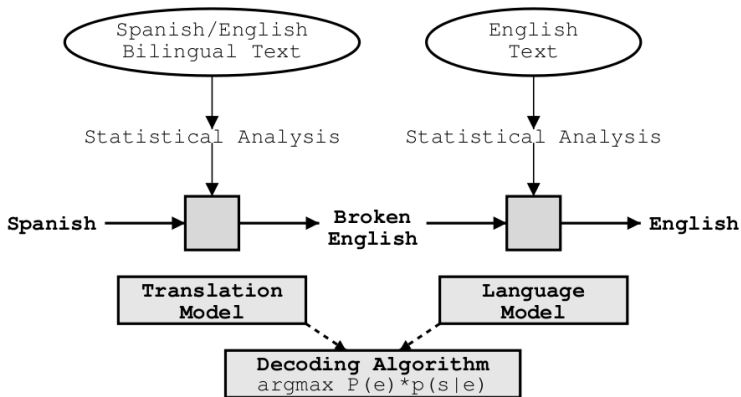 Spanish/English
Bilingual Text
English
Text
Statistical Analysis
Statistical Analysis
Spanish
Broken
English
English
Translation
Model
Language
Model
Decoding Algorithm
argmax P(e)*p(s|e)